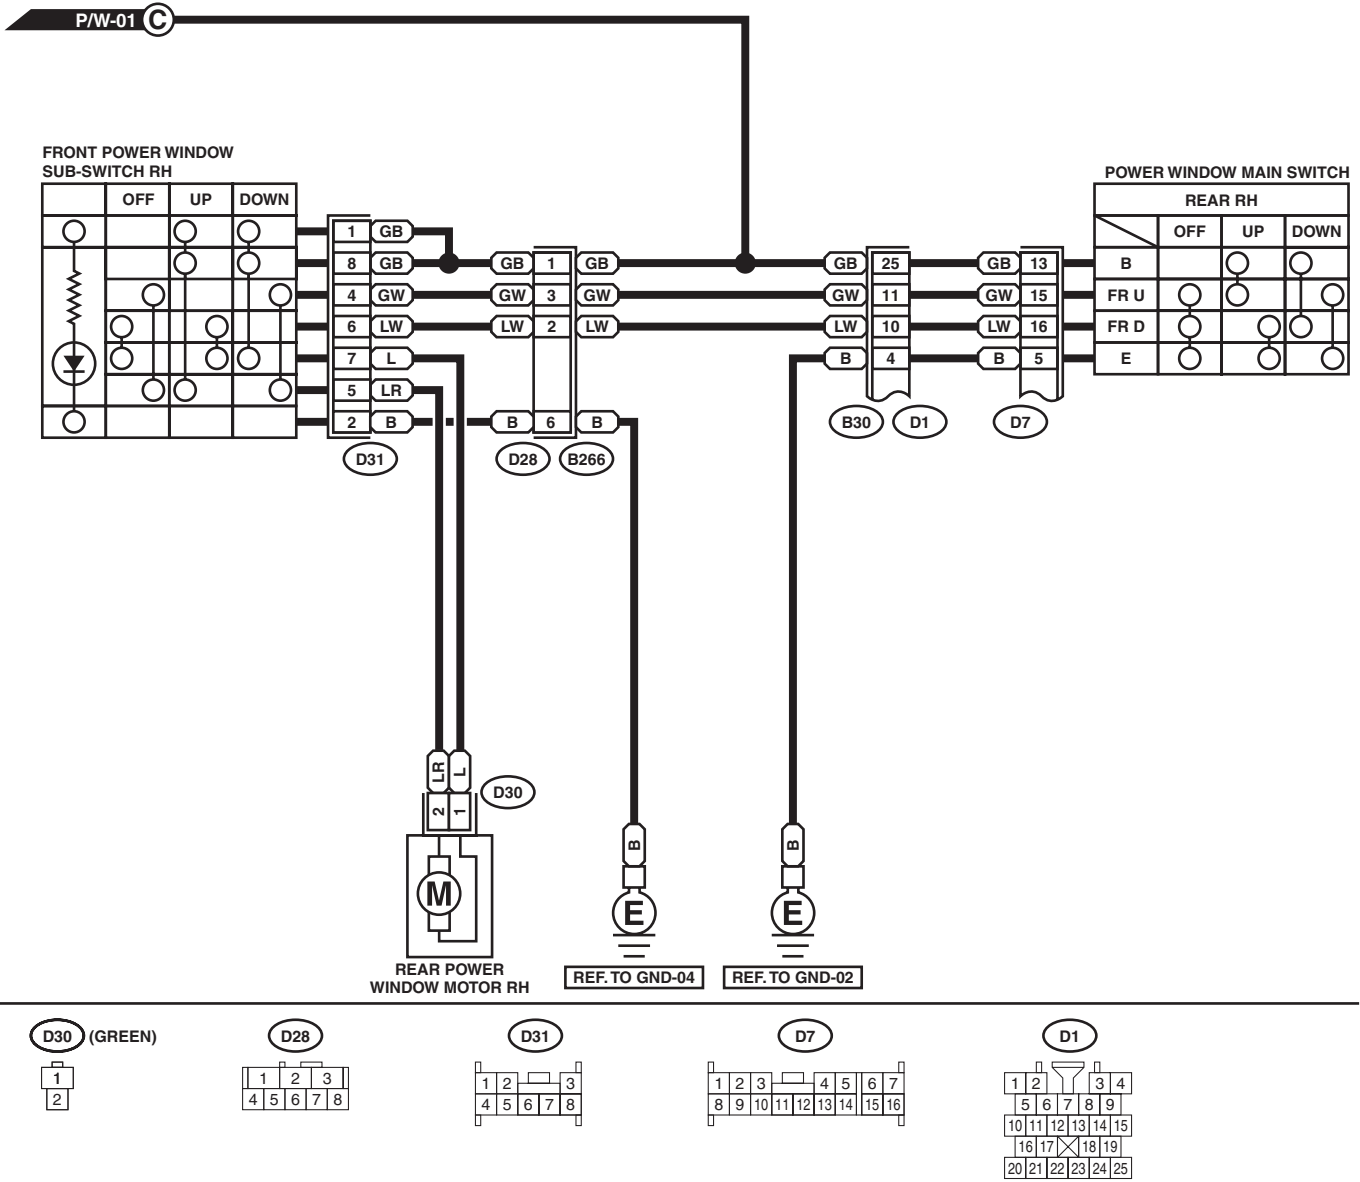 P/W-01 C
FRONT POWER WINDOW
SUB-SWITCH RH
POWER WINDOW MAIN SWITCH
OFF UP DOWN
REAR RH
OFF UP DOWN
1 GB
8 GB GB 1 GB GB 25 GB 13 B
4 GW GW 3 GW GW 11 GW 15 FR U
6 LW LW 2 LW LW 10 LW 16 FR D
7 L B 4 B 5 E
5 LR
2 B B 6 B
B30 D1 D7
D31 D28 B266
LR L
2 1
D30
B B
M
E E
REAR POWER
WINDOW MOTOR RH
REF. TO GND-04 REF. TO GND-02
D30 (GREEN)
1
2
D28
1 2 3
4 5 6 7 8
D31
1 2 3
4 5 6 7 8
D7
1 2 3 4 5 6 7
8 9 10 11 12 13 14 15 16
D1
1 2 3 4
5 6 7 8 9
10 11 12 13 14 15
16 17 18 19
20 21 22 23 24 25